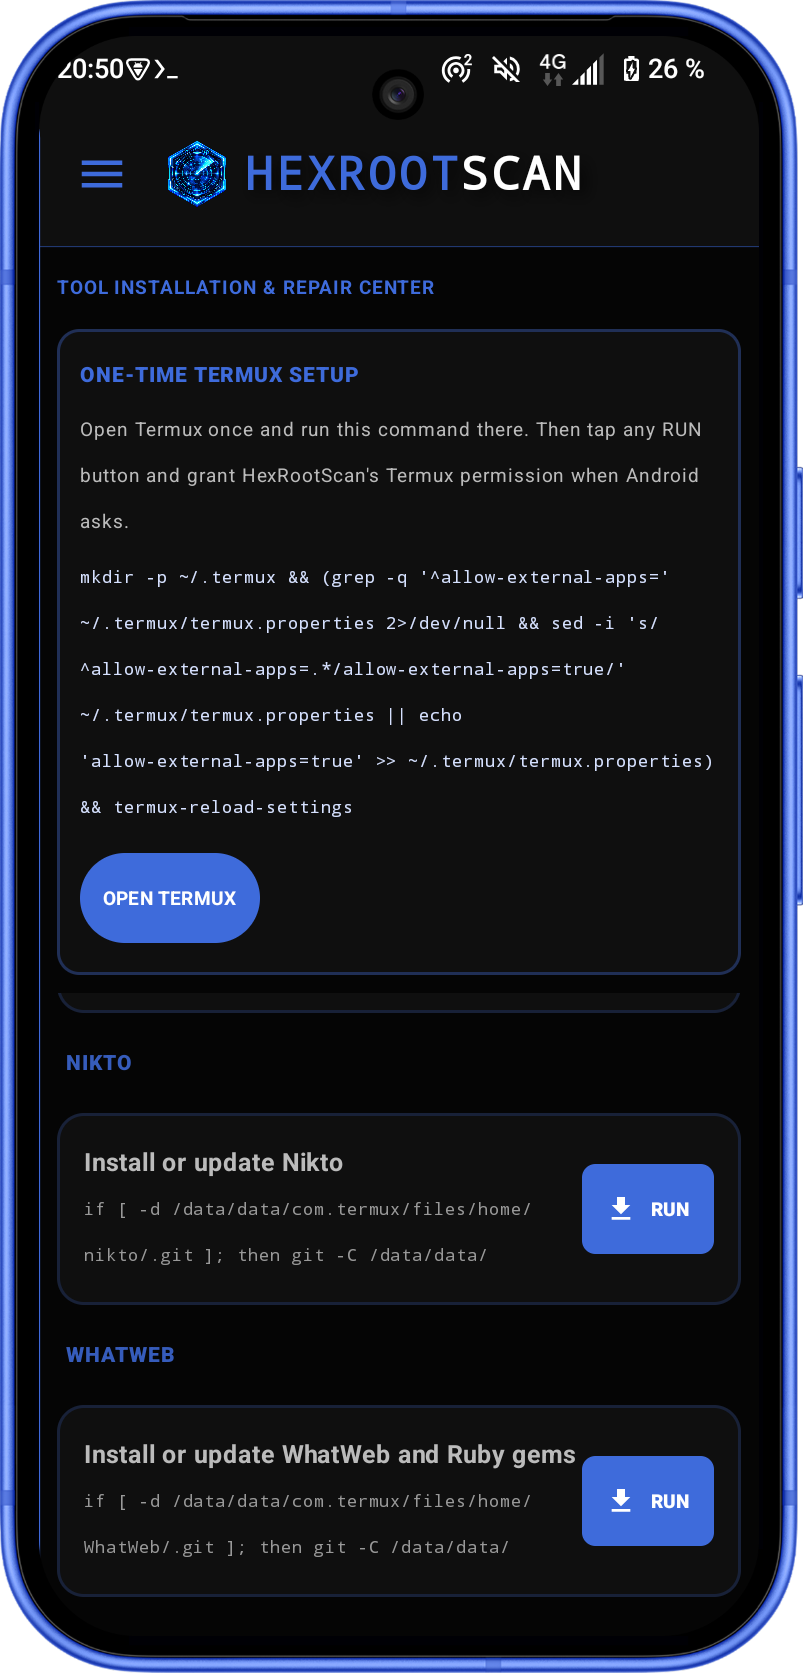 20:50 2 4G 26 %
HEXROOTSCAN
TOOL INSTALLATION & REPAIR CENTER
ONE-TIME TERMUX SETUP
Open Termux once and run this command there. Then tap any RUN
button and grant HexRootScan's Termux permission when Android
asks.
mkdir -p ~/.termux && (grep -q '^allow-external-apps='
~/.termux/termux.properties 2>/dev/null && sed -i 's/
^allow-external-apps=.*/allow-external-apps=true/'
~/.termux/termux.properties || echo
'allow-external-apps=true' >> ~/.termux/termux.properties)
&& termux-reload-settings
OPEN TERMUX
NIKTO
Install or update Nikto
if [ -d /data/data/com.termux/files/home/
nikto/.git ]; then git -C /data/data/
RUN
WHATWEB
Install or update WhatWeb and Ruby gems
if [ -d /data/data/com.termux/files/home/
WhatWeb/.git ]; then git -C /data/data/
RUN